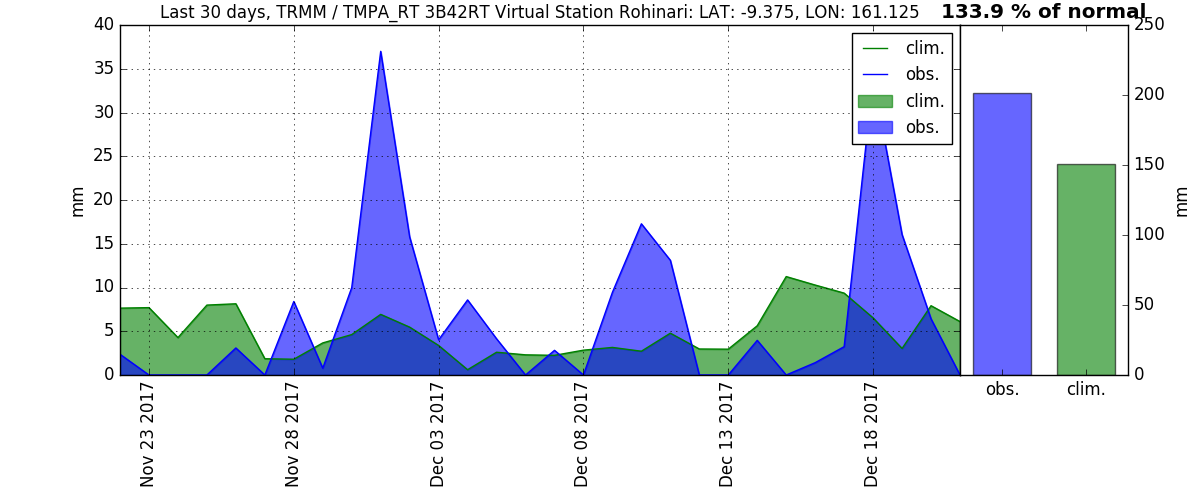 Last 30 days, TRMM / TMPA_RT 3B42RT Virtual Station Rohinari: LAT: -9.375, LON: 161.125
133.9 % of normal
40
35
30
25
20
15
10
5
0
mm
clim.
obs.
clim.
obs.
Nov 23 2017
Nov 28 2017
Dec 03 2017
Dec 08 2017
Dec 13 2017
Dec 18 2017
250
200
150
100
50
0
mm
obs.
clim.